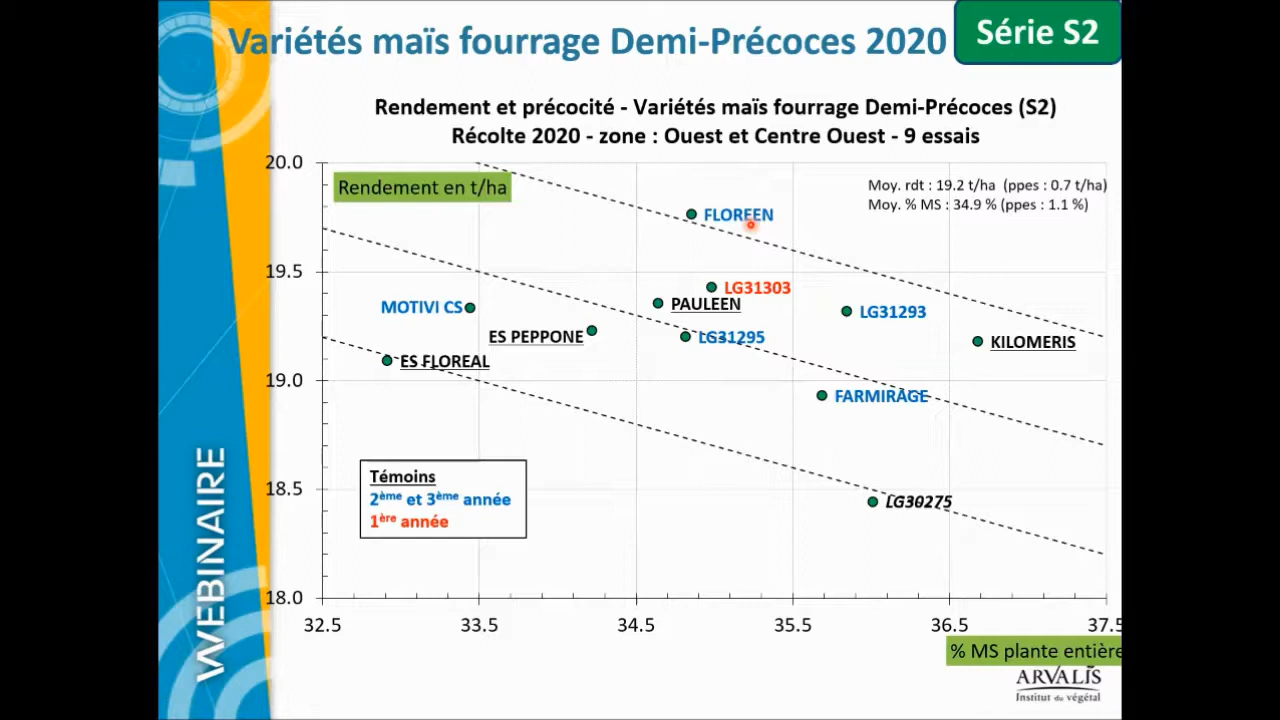 Variétés maïs fourrage Demi-Précoces 2020
Série S2
Rendement et précocité - Variétés maïs fourrage Demi-Précoces (S2)
Récolte 2020 - zone : Ouest et Centre Ouest - 9 essais
20.0
Rendement en t/ha
Moy. rdt : 19.2 t/ha (ppes : 0.7 t/ha)
Moy. % MS : 34.9 % (ppes : 1.1 %)
FLOREEN
19.5
LG31303
MOTIVI CS
PAULEEN
LG31293
ES PEPPONE
LG31295
KILOMERIS
ES FLOREAL
19.0
FARMIRAGE
Témoins
2ème et 3ème année
1ère année
18.5
LG30275
18.0
32.5 33.5 34.5 35.5 36.5 37.5
% MS plante entière
WEBINAIRE
ARVALIS
Institut du végétal